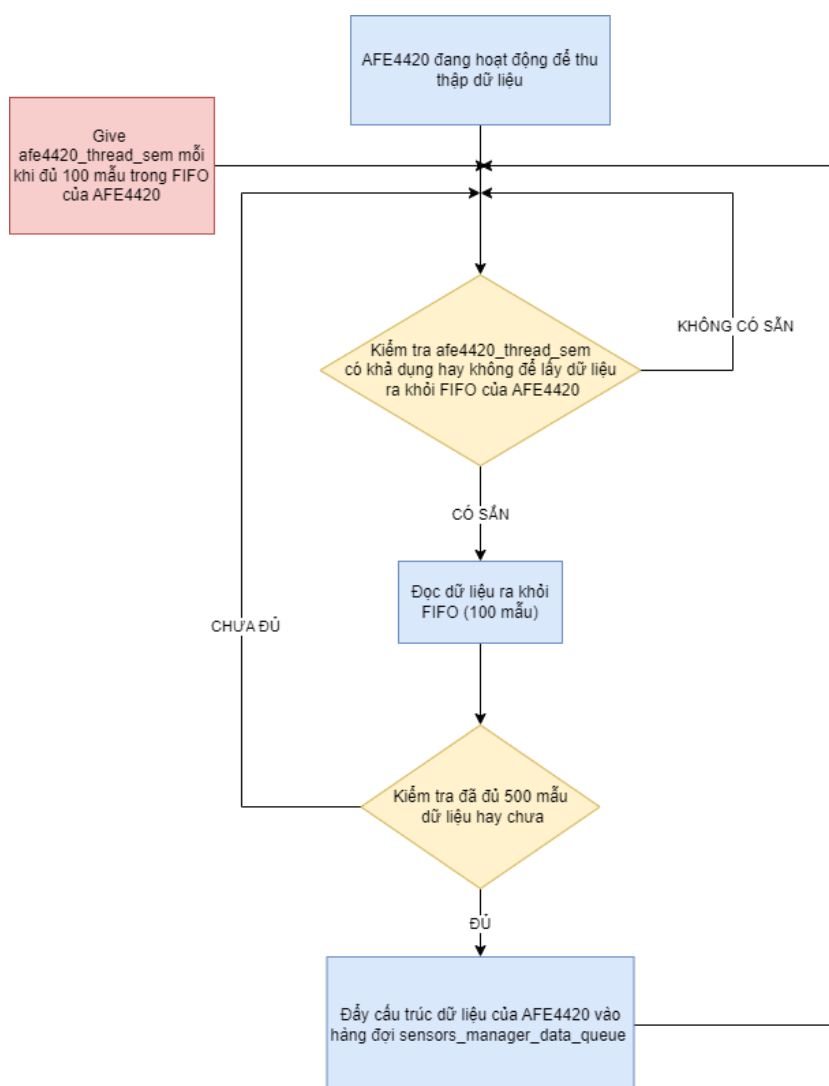 AFE4420 đang hoạt động để thu
thập dữ liệu
Give
afe4420_thread_sem mỗi
khi đủ 100 mẫu trong FIFO
của AFE4420
KHÔNG CÓ SẴN
Kiểm tra afe4420_thread_sem
có khả dụng hay không để lấy dữ liệu
ra khỏi FIFO của AFE4420
CÓ SẴN
Đọc dữ liệu ra khỏi
FIFO (100 mẫu)
CHƯA ĐỦ
Kiểm tra đã đủ 500 mẫu
dữ liệu hay chưa
ĐỦ
Đẩy cấu trúc dữ liệu của AFE4420 vào
hàng đợi sensors_manager_data_queue